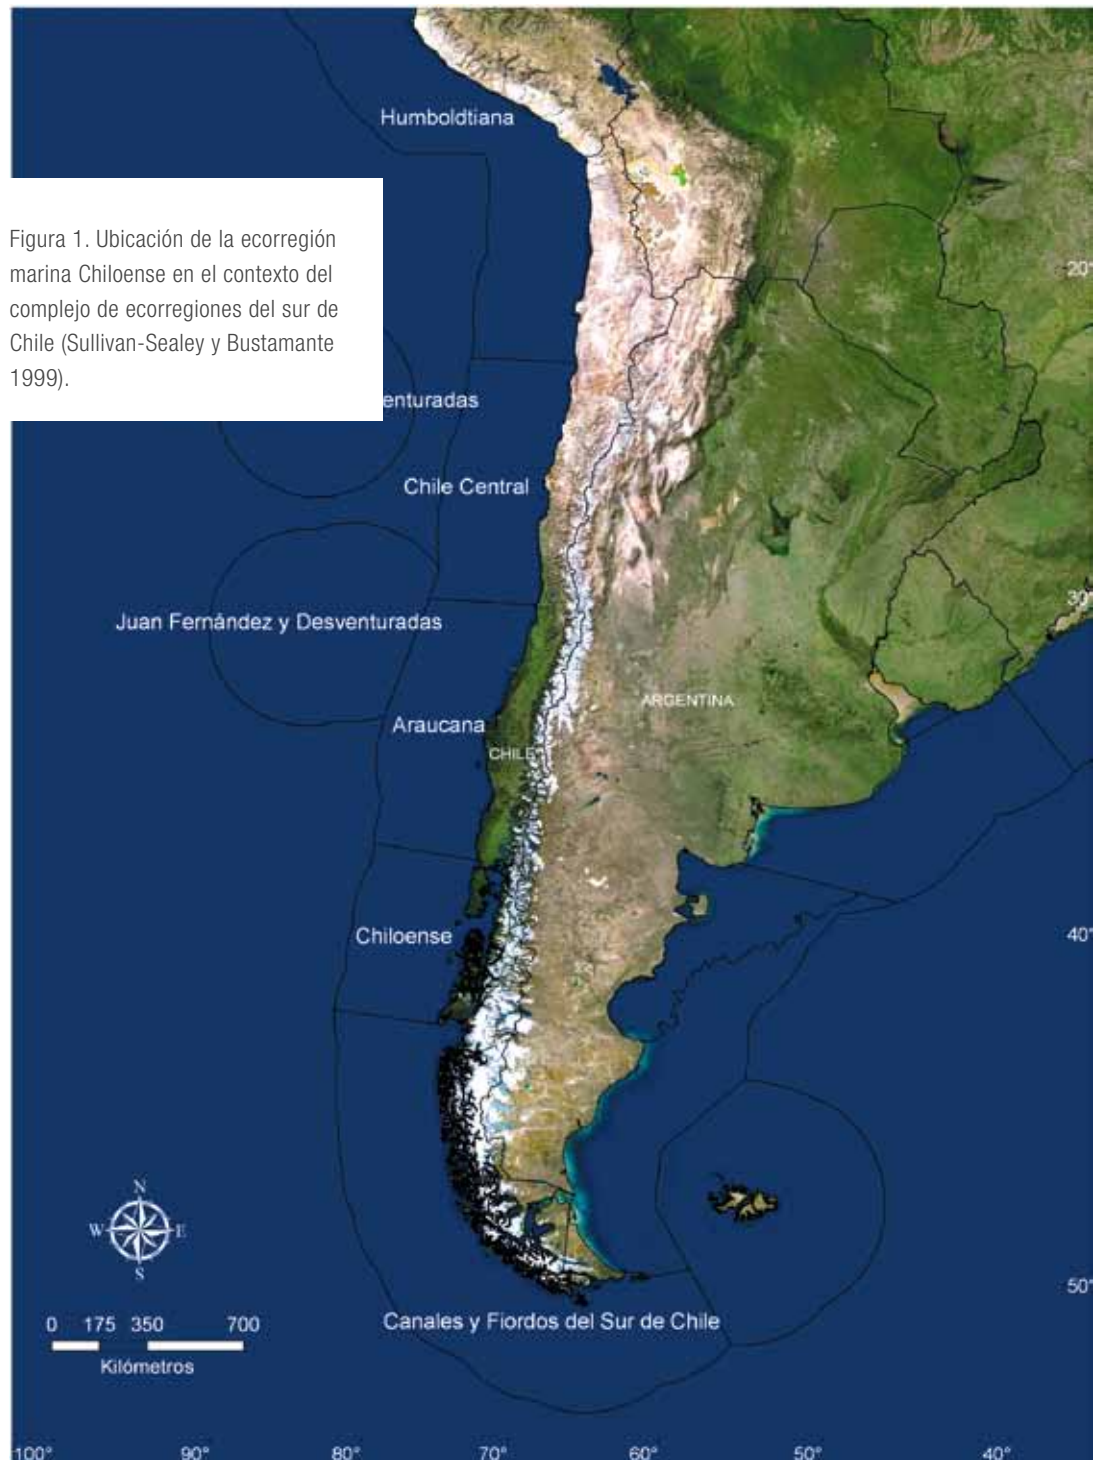 Humboldtiana
Figura 1. Ubicación de la ecorregión
marina Chiloense en el contexto del
complejo de ecorregiones del sur de
Chile (Sullivan-Sealey y Bustamante
1999).
20°
enturadas
Chile Central
30°
Juan Fernández y Desventuradas
ARGENTINA
Araucana
CHILE
Chiloense
40°
N
W E
S
50°
0 175 350 700
Kilómetros
Canales y Fiordos del Sur de Chile
100° 90° 80° 70° 60° 50° 40°